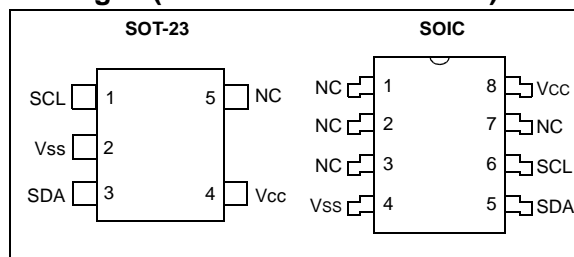 SOT-23
SCL 1 5 NC
Vss 2
SDA 3 4 Vcc
SOIC
NC 1 8 Vcc
NC 2 7 NC
NC 3 6 SCL
Vss 4 5 SDA